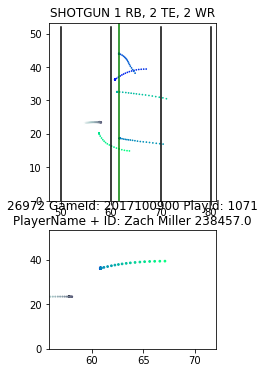 SHOTGUN 1 RB, 2 TE, 2 WR
50
40
30
20
10
0
50 60 70 80
26972 GameId: 2017100900 PlayId: 1071
PlayerName + ID: Zach Miller 238457.0
40
20
0
60 65 70